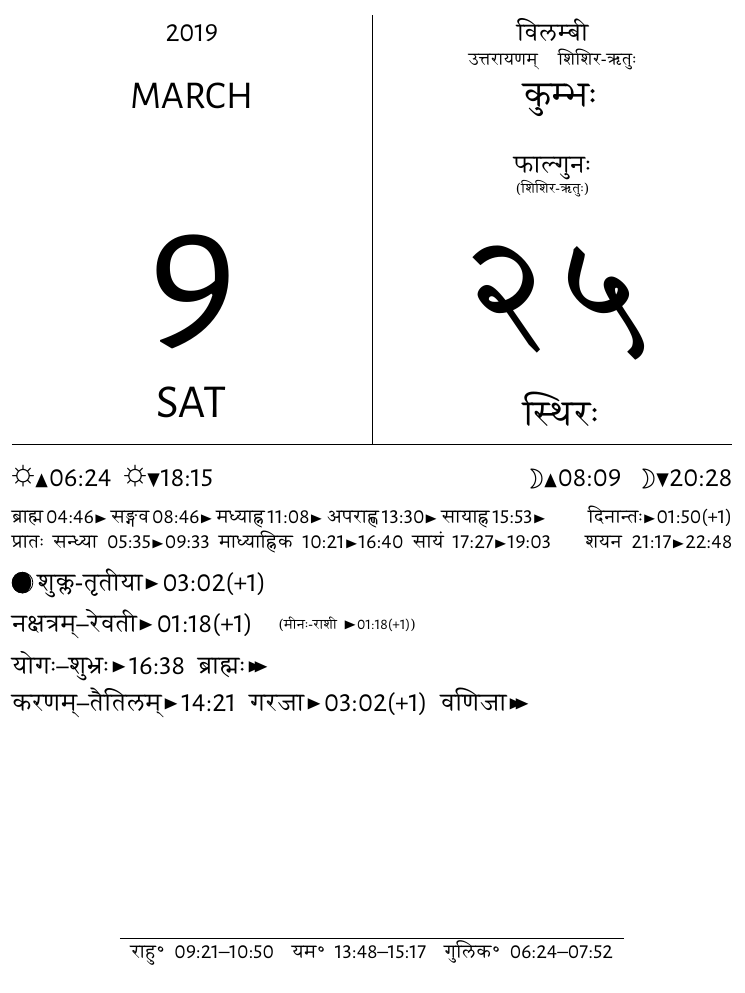 2019
MARCH
9
SAT
विलम्बी
उत्तरायणम् शिशिर-ऋतुः
कुम्भः
फाल्गुनः
(शिशिर-ऋतुः)
२५
स्थिरः
☼▲06:24 ☼▼18:15 ☽▲08:09 ☽▼20:28
ब्राह्म 04:46► सङ्गव 08:46► मध्याह्न 11:08► अपराह्ण 13:30► सायाह्न 15:53► दिनान्तः►01:50(+1)
प्रातः सन्ध्या 05:35►09:33 माध्याह्निक 10:21►16:40 सायं 17:27►19:03 शयन 21:17►22:48
शुक्ल-तृतीया► 03:02(+1)
नक्षत्रम्–रेवती► 01:18(+1) (मीनः-राशी ►01:18(+1))
योगः–शुभ्रः►16:38 ब्राह्मः▶▶
करणम्–तैतिलम्►14:21 गरजा►03:02(+1) वणिजा▶▶
राहु° 09:21–10:50 यम° 13:48–15:17 गुलिक° 06:24–07:52